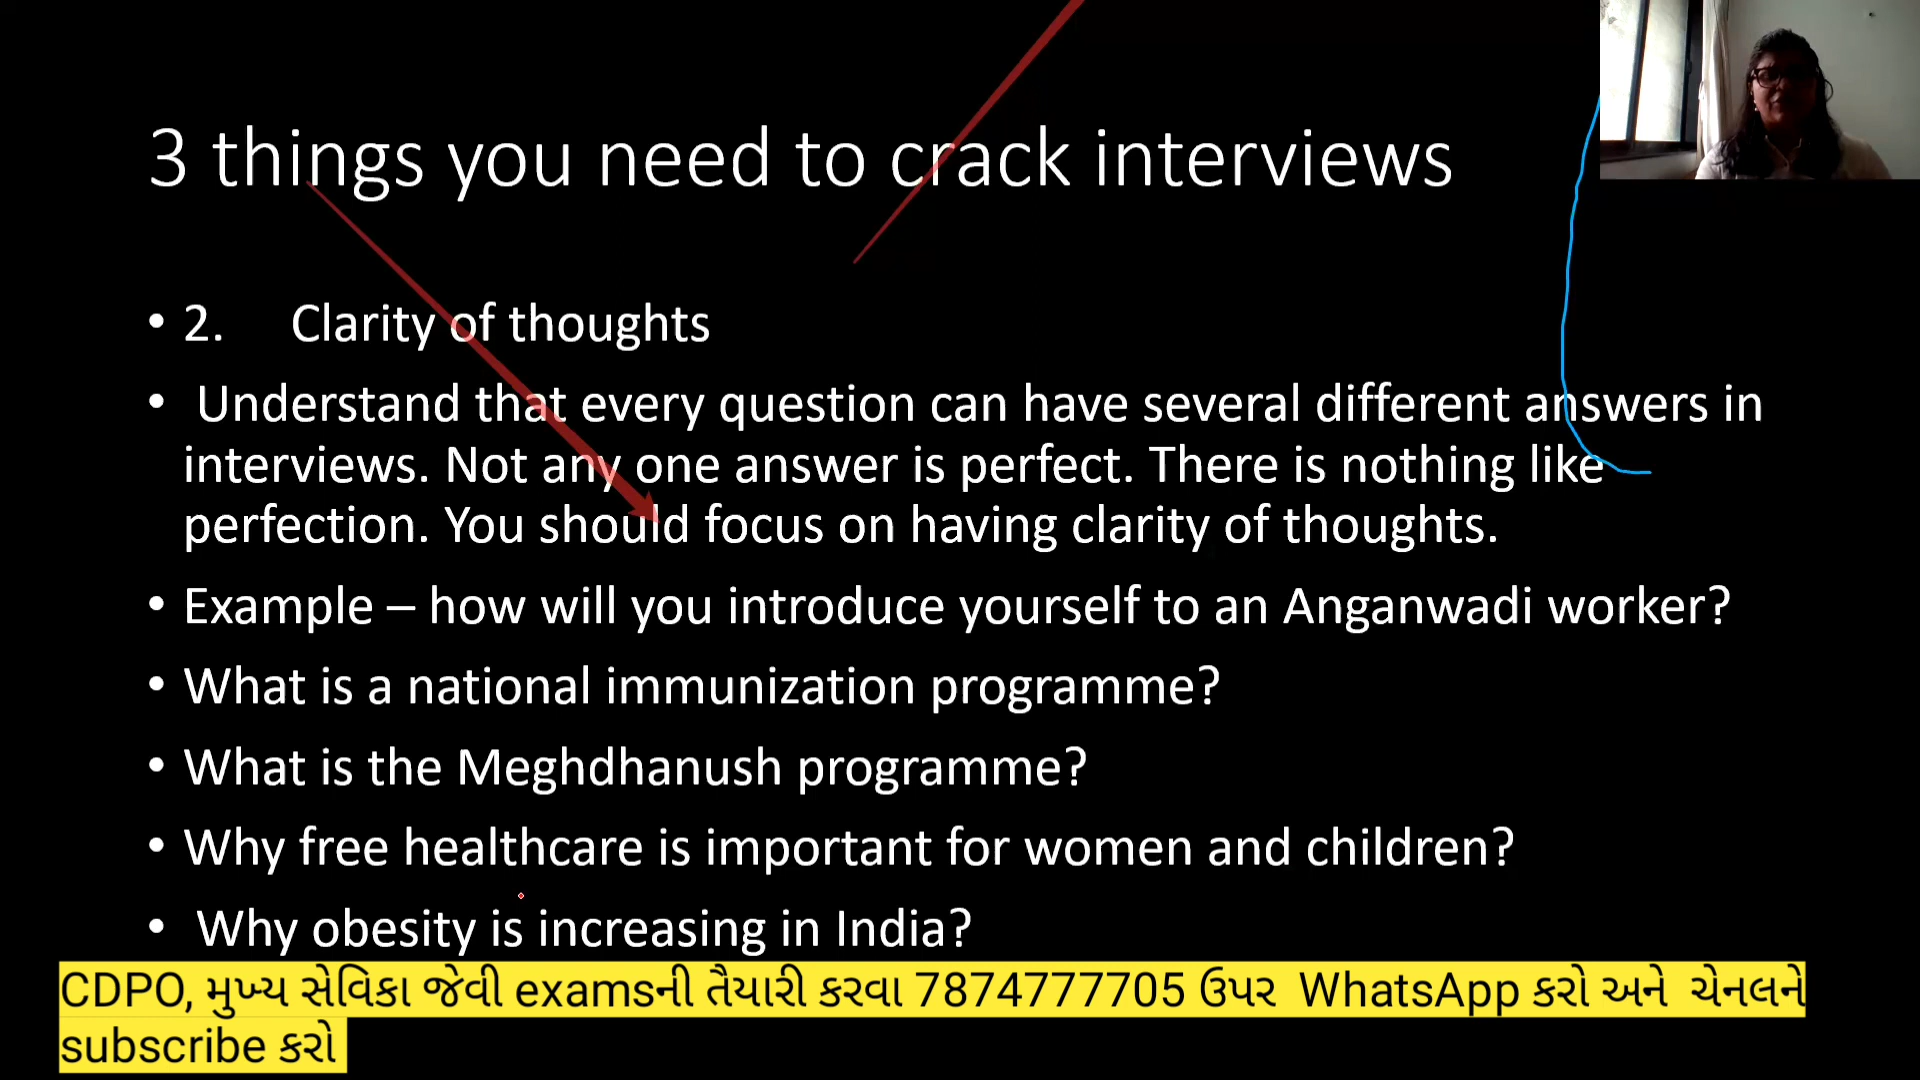 3 things you need to crack interviews
• 2. Clarity of thoughts
• Understand that every question can have several different answers in
interviews. Not any one answer is perfect. There is nothing like
perfection. You should focus on having clarity of thoughts.
• Example – how will you introduce yourself to an Anganwadi worker?
• What is a national immunization programme?
• What is the Meghdhanush programme?
• Why free healthcare is important for women and children?
• Why obesity is increasing in India?
CDPO, મુખ્ય સેવિકા જેવી examsની તૈયારી કરવા 7874777705 ઉપર WhatsApp કરો અને ચેનલને
subscribe કરો